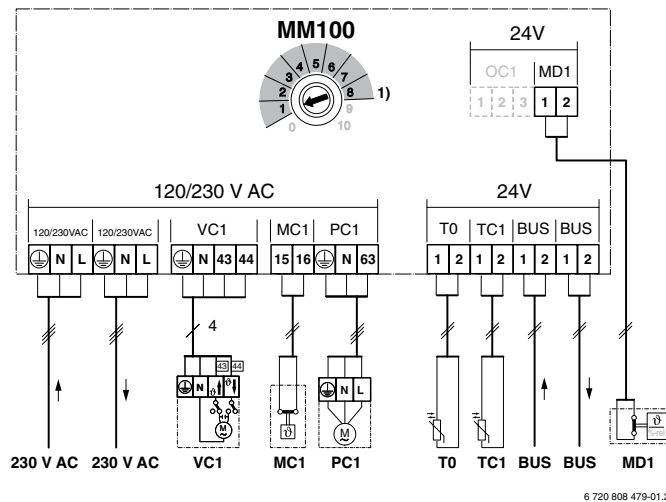 MM100
0 1 2 3 4 5 6 7 8 9 10
1)
24V
OC1 MD1
1 2 3 1 2
120/230 V AC
24V
120/230VAC 120/230VAC VC1 MC1 PC1 T0 TC1 BUS BUS
N L N L N 43 44 15 16 N 63 1 2 1 2 1 2 1 2
4
43 44
N ϑ ϑ N L
M ϑ M ϑ
230 V AC 230 V AC VC1 MC1 PC1 T0 TC1 BUS BUS MD1
6 720 808 479-01.2